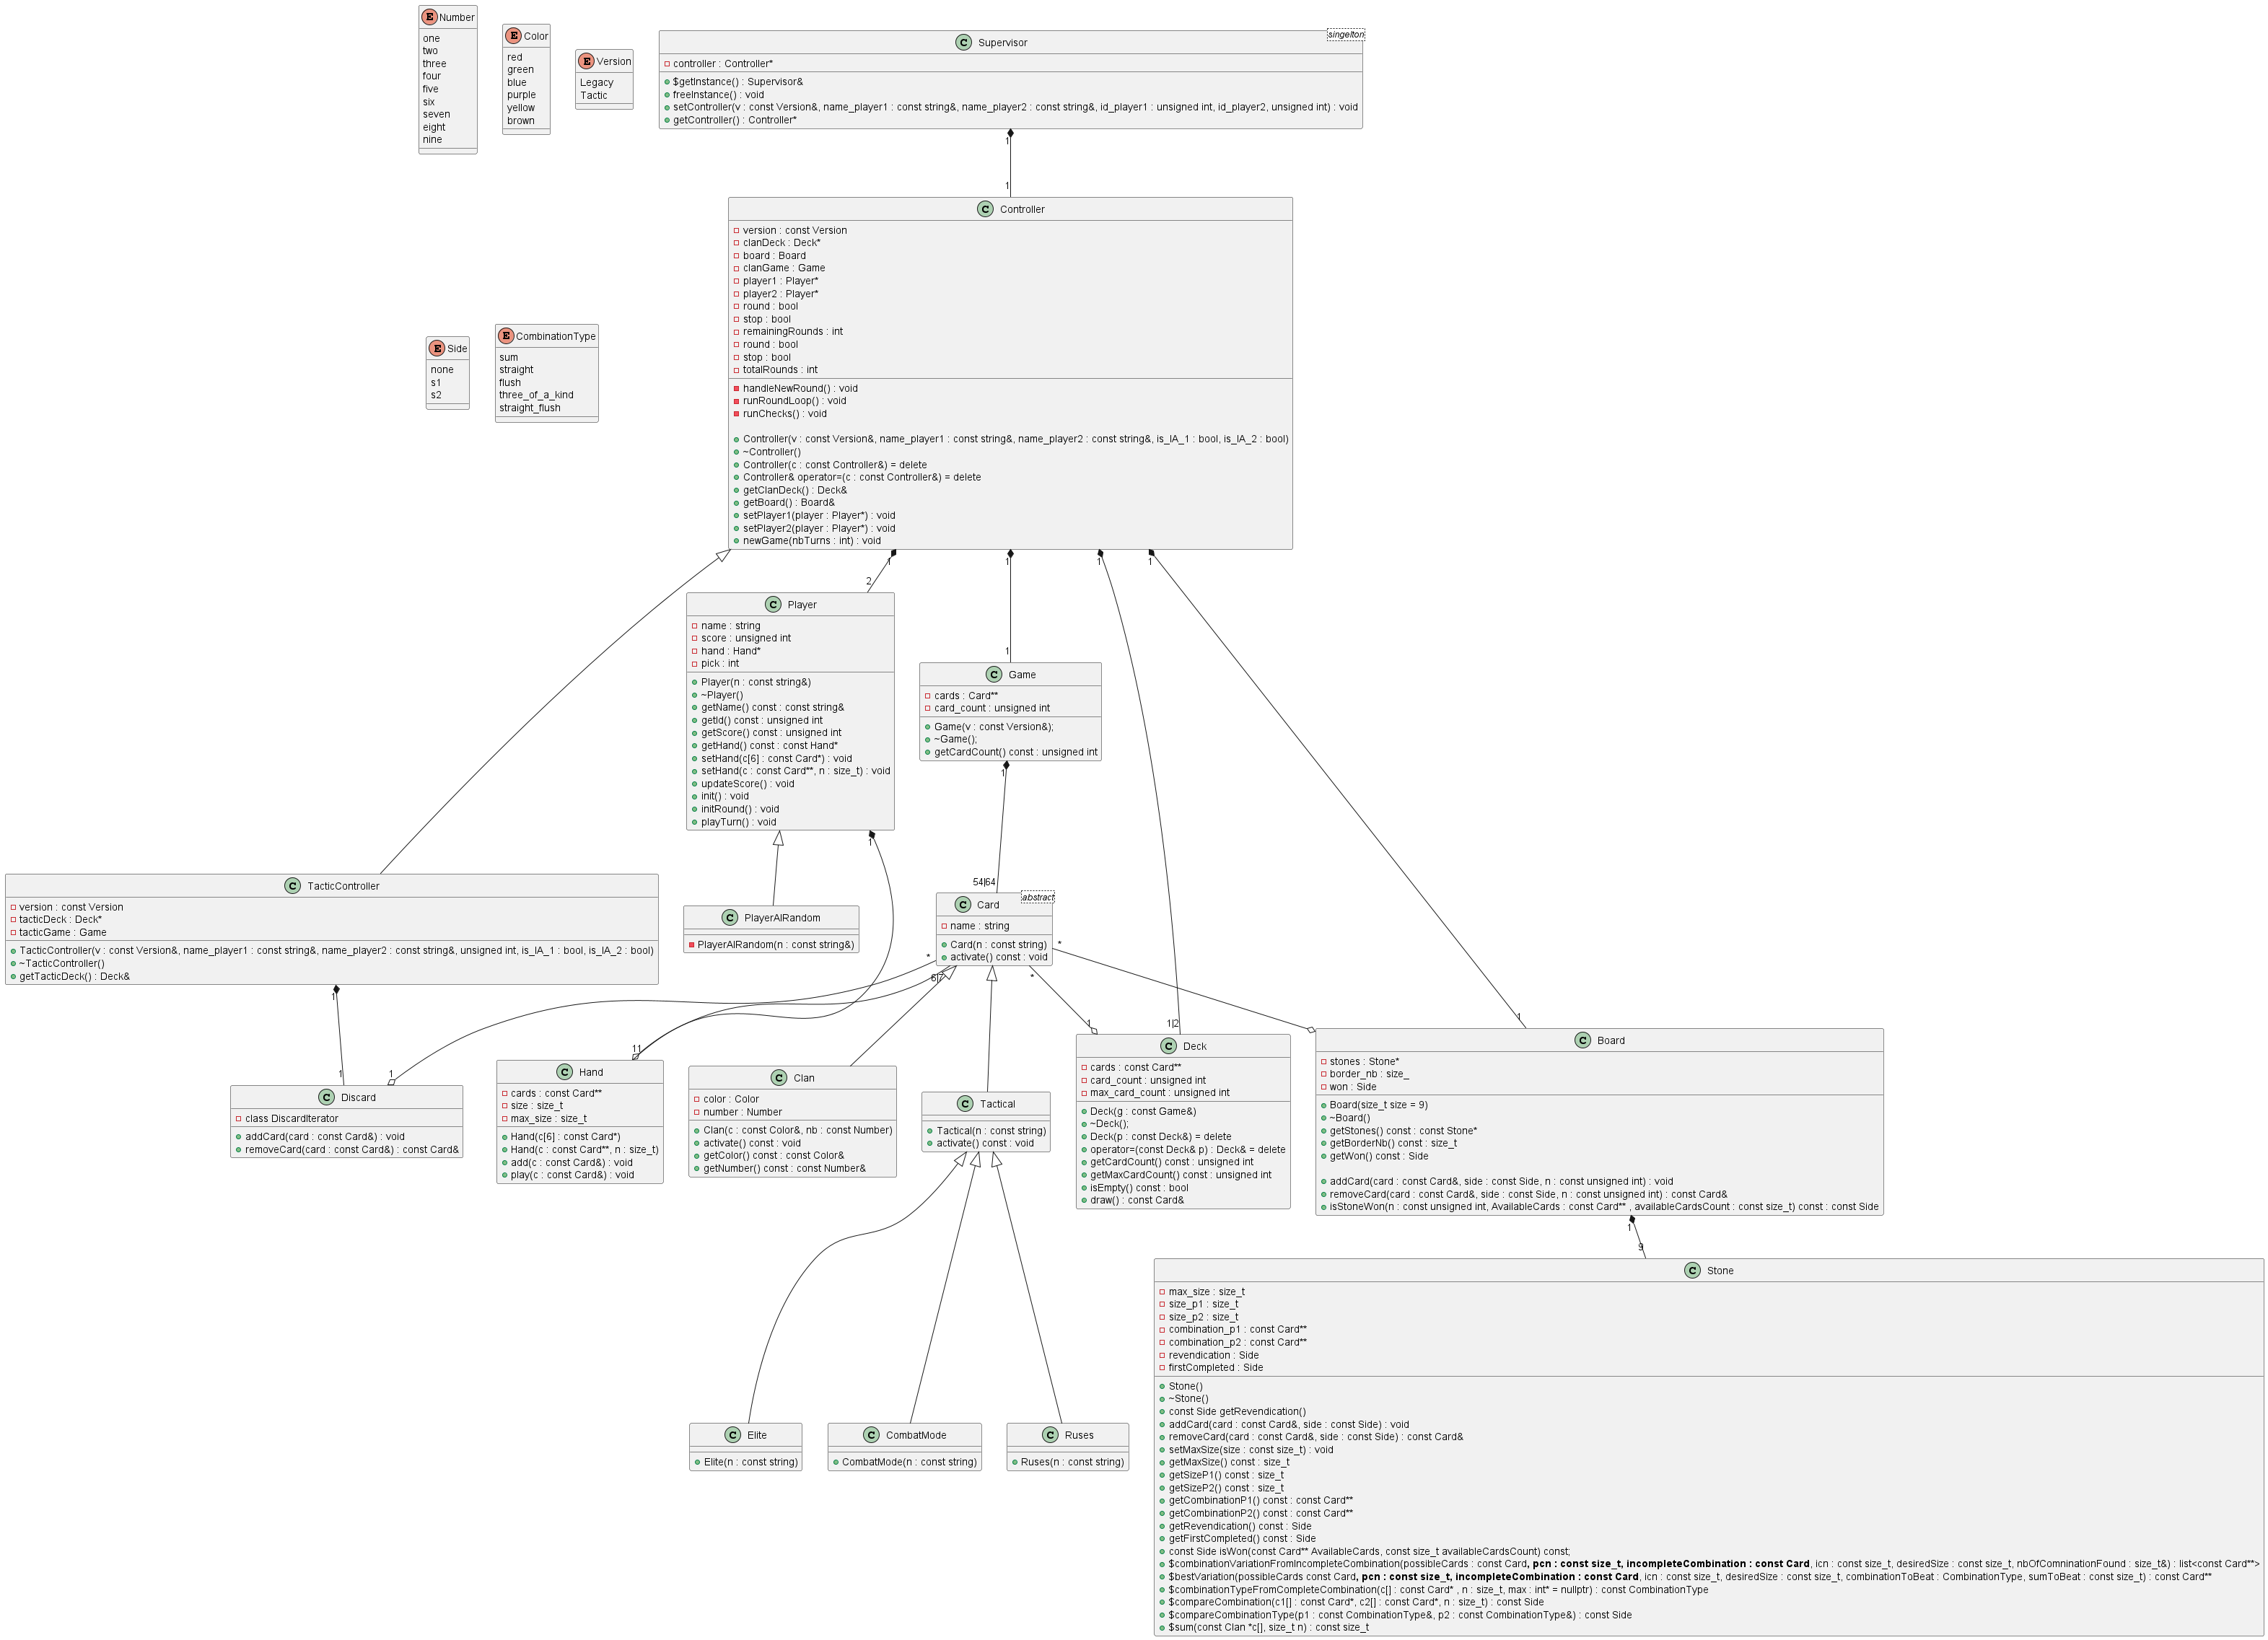 E Number
one
two
three
four
five
six
seven
eight
nine
E Color
red
green
blue
purple
yellow
brown
E Version
Legacy
Tactic
C Supervisor
singelton
controller : Controller*
$getInstance() : Supervisor&
freeInstance() : void
setController(v : const Version&, name_player1 : const string&, name_player2 : const string&, id_player1 : unsigned int, id_player2, unsigned int) : void
getController() : Controller*
1
1
E Side
none
s1
s2
E CombinationType
sum
straight
flush
three_of_a_kind
straight_flush
C Controller
version : const Version
clanDeck : Deck*
board : Board
clanGame : Game
player1 : Player*
player2 : Player*
round : bool
stop : bool
remainingRounds : int
round : bool
stop : bool
totalRounds : int
handleNewRound() : void
runRoundLoop() : void
runChecks() : void
Controller(v : const Version&, name_player1 : const string&, name_player2 : const string&, is_IA_1 : bool, is_IA_2 : bool)
~Controller()
Controller(c : const Controller&) = delete
Controller& operator=(c : const Controller&) = delete
getClanDeck() : Deck&
getBoard() : Board&
setPlayer1(player : Player*) : void
setPlayer2(player : Player*) : void
newGame(nbTurns : int) : void
1
1
1
1
2
1
C Player
name : string
score : unsigned int
hand : Hand*
pick : int
Player(n : const string&)
~Player()
getName() const : const string&
getId() const : unsigned int
getScore() const : unsigned int
getHand() const : const Hand*
setHand(c[6] : const Card*) : void
setHand(c : const Card**, n : size_t) : void
updateScore() : void
init() : void
initRound() : void
playTurn() : void
1
C Game
cards : Card**
card_count : unsigned int
Game(v : const Version&);
~Game();
getCardCount() const : unsigned int
1
54|64
C TacticController
version : const Version
tacticDeck : Deck*
tacticGame : Game
TacticController(v : const Version&, name_player1 : const string&, name_player2 : const string&, unsigned int, is_IA_1 : bool, is_IA_2 : bool)
~TacticController()
getTacticDeck() : Deck&
1
1
C PlayerAIRandom
PlayerAIRandom(n : const string&)
C Card
abstract
name : string
Card(n : const string)
activate() const : void
*
*
6|7
*
1
11
1
1|2
1
C Discard
class DiscardIterator
addCard(card : const Card&) : void
removeCard(card : const Card&) : const Card&
C Hand
cards : const Card**
size : size_t
max_size : size_t
Hand(c[6] : const Card*)
Hand(c : const Card**, n : size_t)
add(c : const Card&) : void
play(c : const Card&) : void
C Clan
color : Color
number : Number
Clan(c : const Color&, nb : const Number)
activate() const : void
getColor() const : const Color&
getNumber() const : const Number&
C Tactical
Tactical(n : const string)
activate() const : void
C Deck
cards : const Card**
card_count : unsigned int
max_card_count : unsigned int
Deck(g : const Game&)
~Deck();
Deck(p : const Deck&) = delete
operator=(const Deck& p) : Deck& = delete
getCardCount() const : unsigned int
getMaxCardCount() const : unsigned int
isEmpty() const : bool
draw() : const Card&
C Board
stones : Stone*
border_nb : size_
won : Side
Board(size_t size = 9)
~Board()
getStones() const : const Stone*
getBorderNb() const : size_t
getWon() const : Side
addCard(card : const Card&, side : const Side, n : const unsigned int) : void
removeCard(card : const Card&, side : const Side, n : const unsigned int) : const Card&
isStoneWon(n : const unsigned int, AvailableCards : const Card** , availableCardsCount : const size_t) const : const Side
1
9
C Elite
Elite(n : const string)
C CombatMode
CombatMode(n : const string)
C Ruses
Ruses(n : const string)
C Stone
max_size : size_t
size_p1 : size_t
size_p2 : size_t
combination_p1 : const Card**
combination_p2 : const Card**
revendication : Side
firstCompleted : Side
Stone()
~Stone()
const Side getRevendication()
addCard(card : const Card&, side : const Side) : void
removeCard(card : const Card&, side : const Side) : const Card&
setMaxSize(size : const size_t) : void
getMaxSize() const : size_t
getSizeP1() const : size_t
getSizeP2() const : size_t
getCombinationP1() const : const Card**
getCombinationP2() const : const Card**
getRevendication() const : Side
getFirstCompleted() const : Side
const Side isWon(const Card** AvailableCards, const size_t availableCardsCount) const;
$combinationVariationFromIncompleteCombination(possibleCards : const Card, pcn : const size_t, incompleteCombination : const Card, icn : const size_t, desiredSize : const size_t, nbOfComninationFound : size_t&) : list<const Card**>
$bestVariation(possibleCards const Card, pcn : const size_t, incompleteCombination : const Card, icn : const size_t, desiredSize : const size_t, combinationToBeat : CombinationType, sumToBeat : const size_t) : const Card**
$combinationTypeFromCompleteCombination(c[] : const Card* , n : size_t, max : int* = nullptr) : const CombinationType
$compareCombination(c1[] : const Card*, c2[] : const Card*, n : size_t) : const Side
$compareCombinationType(p1 : const CombinationType&, p2 : const CombinationType&) : const Side
$sum(const Clan *c[], size_t n) : const size_t